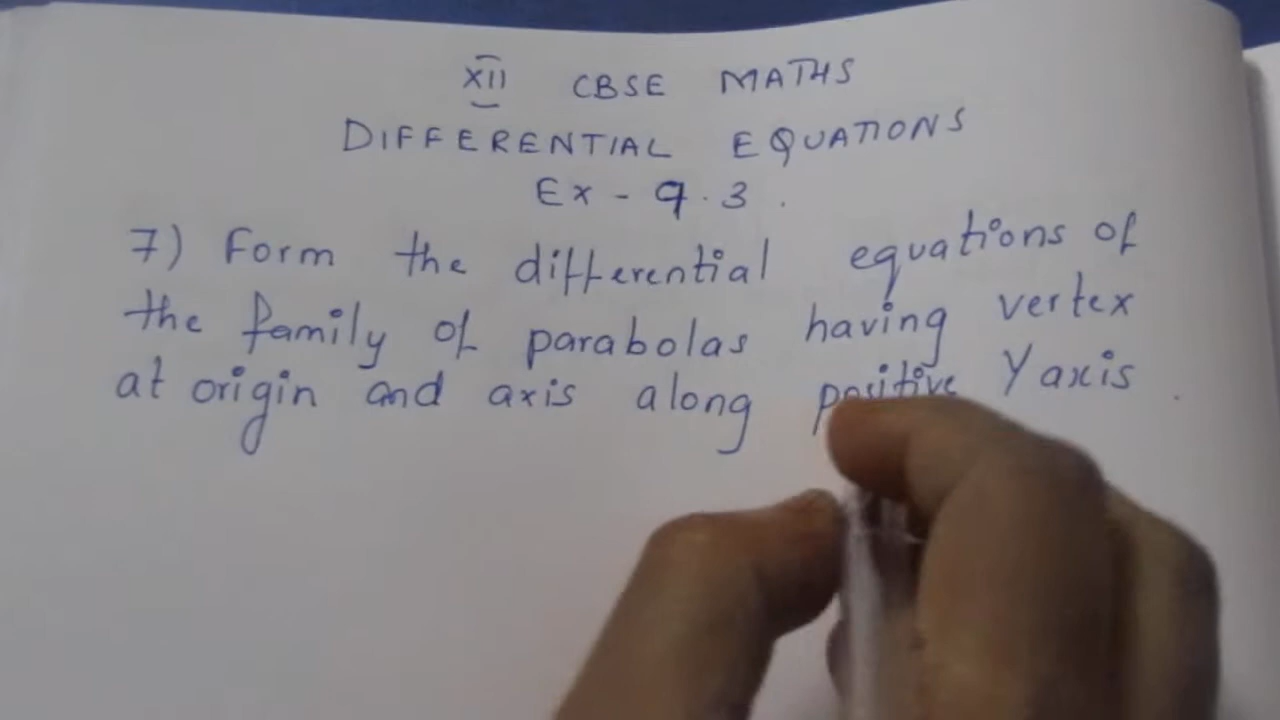 XII CBSE MATHS
DIFFERENTIAL EQUATIONS
Ex - 9.3.
7) Form the differential equations of
the family of parabolas having vertex
at origin and axis along positive Y axis.